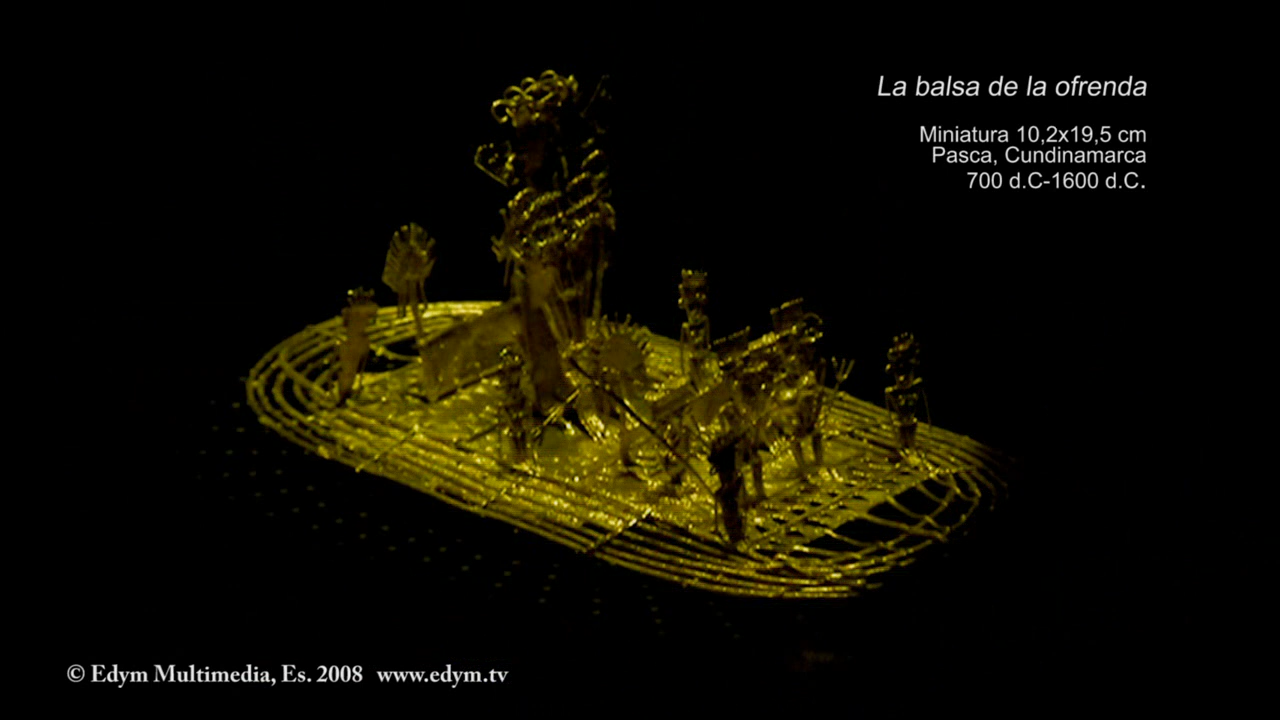 La balsa de la ofrenda
Miniatura 10,2x19,5 cm
Pasca, Cundinamarca
700 d.C-1600 d.C.
© Edym Multimedia, Es. 2008 www.edym.tv